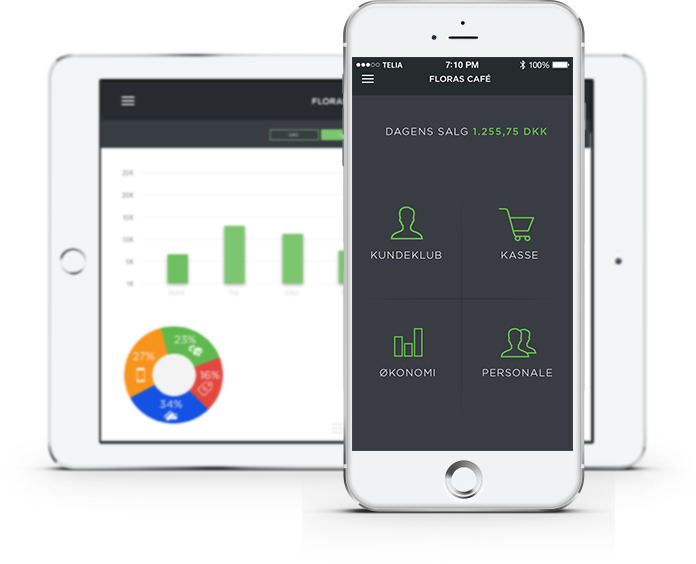 ●●●○○ TELIA 7:10 PM 100%
FLORAS CAFÉ
DAGENS SALG 1.255,75 DKK
KUNDEKLUB
KASSE
ØKONOMI
PERSONALE
FLORAS
25K
20K
15K
10K
5K
1K
23%
27%
16%
34%